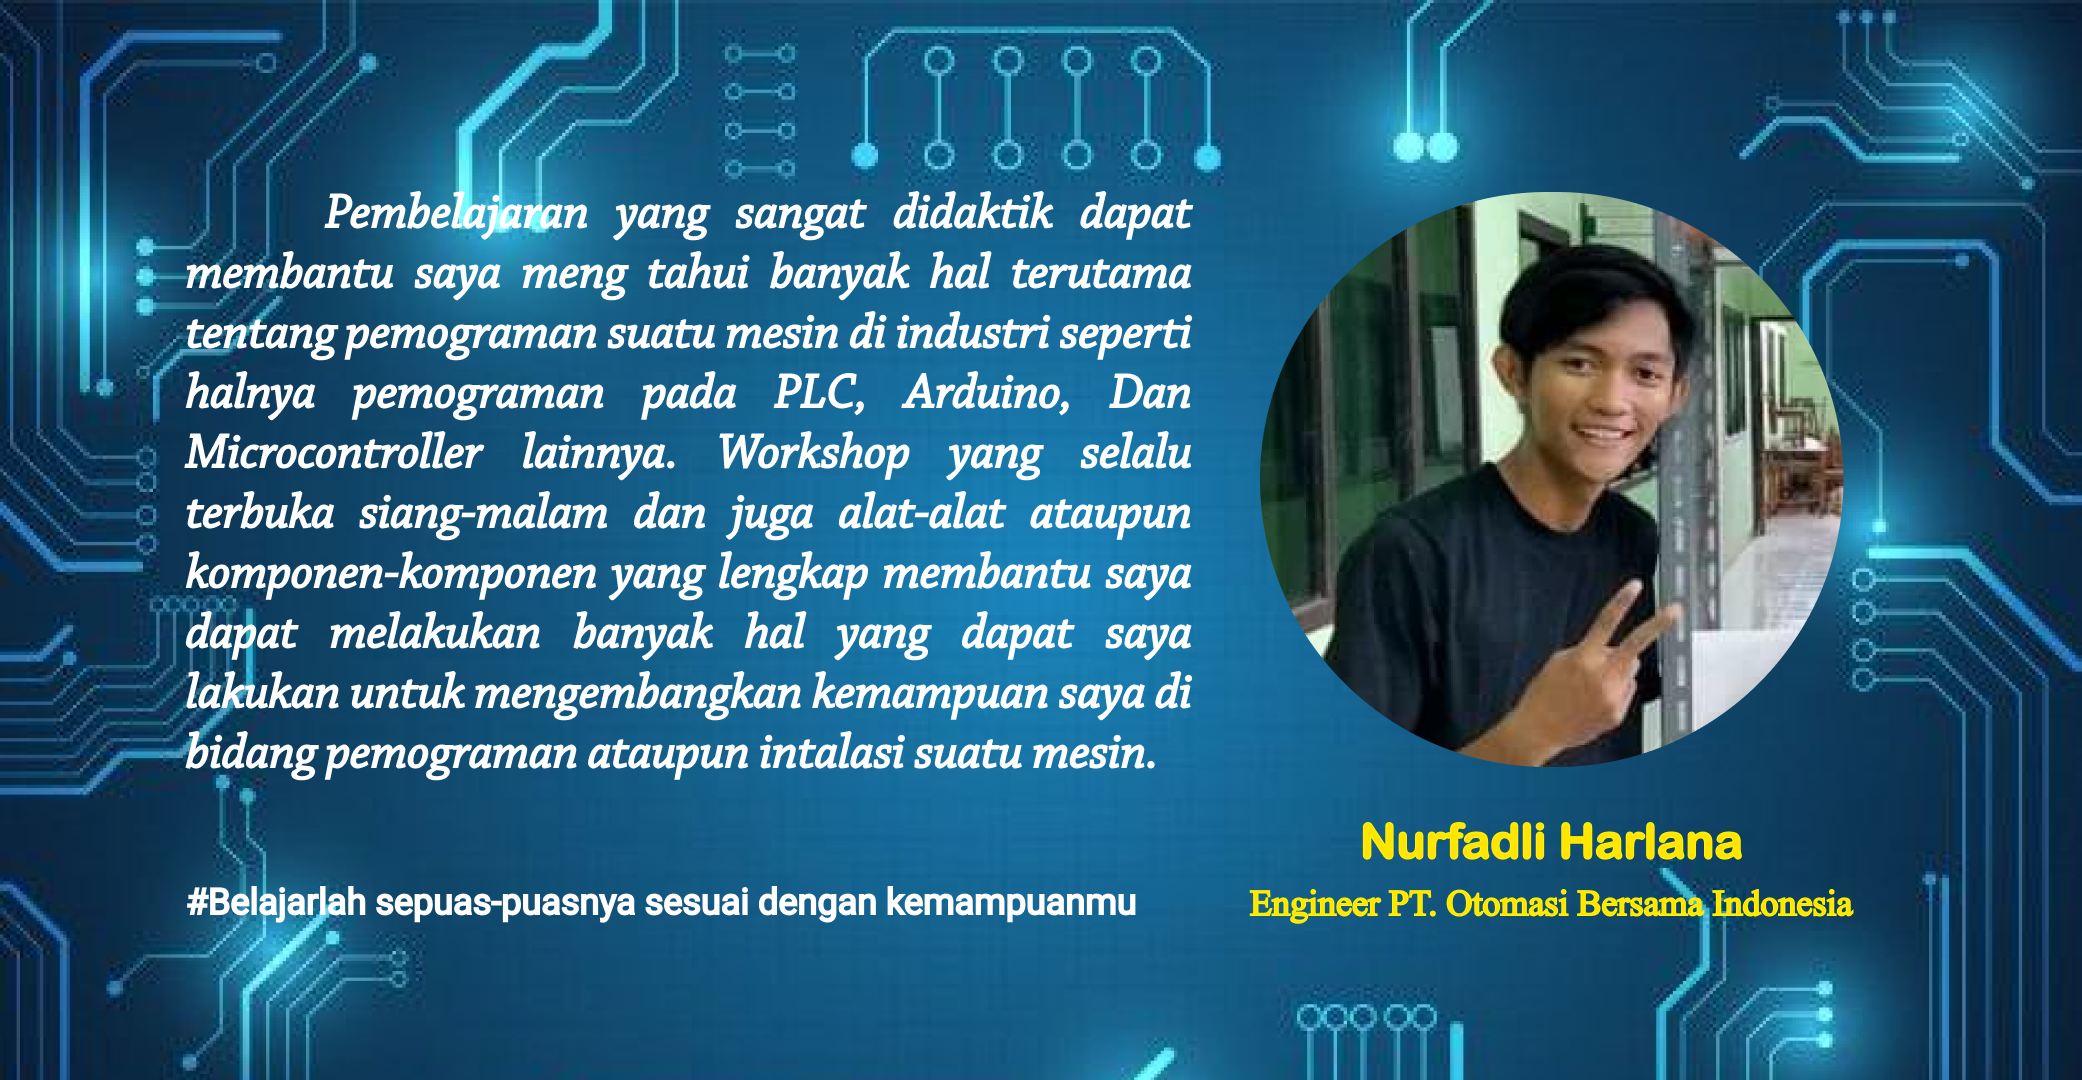 Pembelajaran yang sangat didaktik dapat
membantu saya meng tahui banyak hal terutama
tentang pemograman suatu mesin di industri seperti
halnya pemograman pada PLC, Arduino, Dan
Microcontroller lainnya. Workshop yang selalu
terbuka siang-malam dan juga alat-alat ataupun
komponen-komponen yang lengkap membantu saya
dapat melakukan banyak hal yang dapat saya
lakukan untuk mengembangkan kemampuan saya di
bidang pemograman ataupun intalasi suatu mesin.
#Belajarlah sepuas-puasnya sesuai dengan kemampuanmu
Nurfadli Harlana
Engineer PT. Otomasi Bersama Indonesia